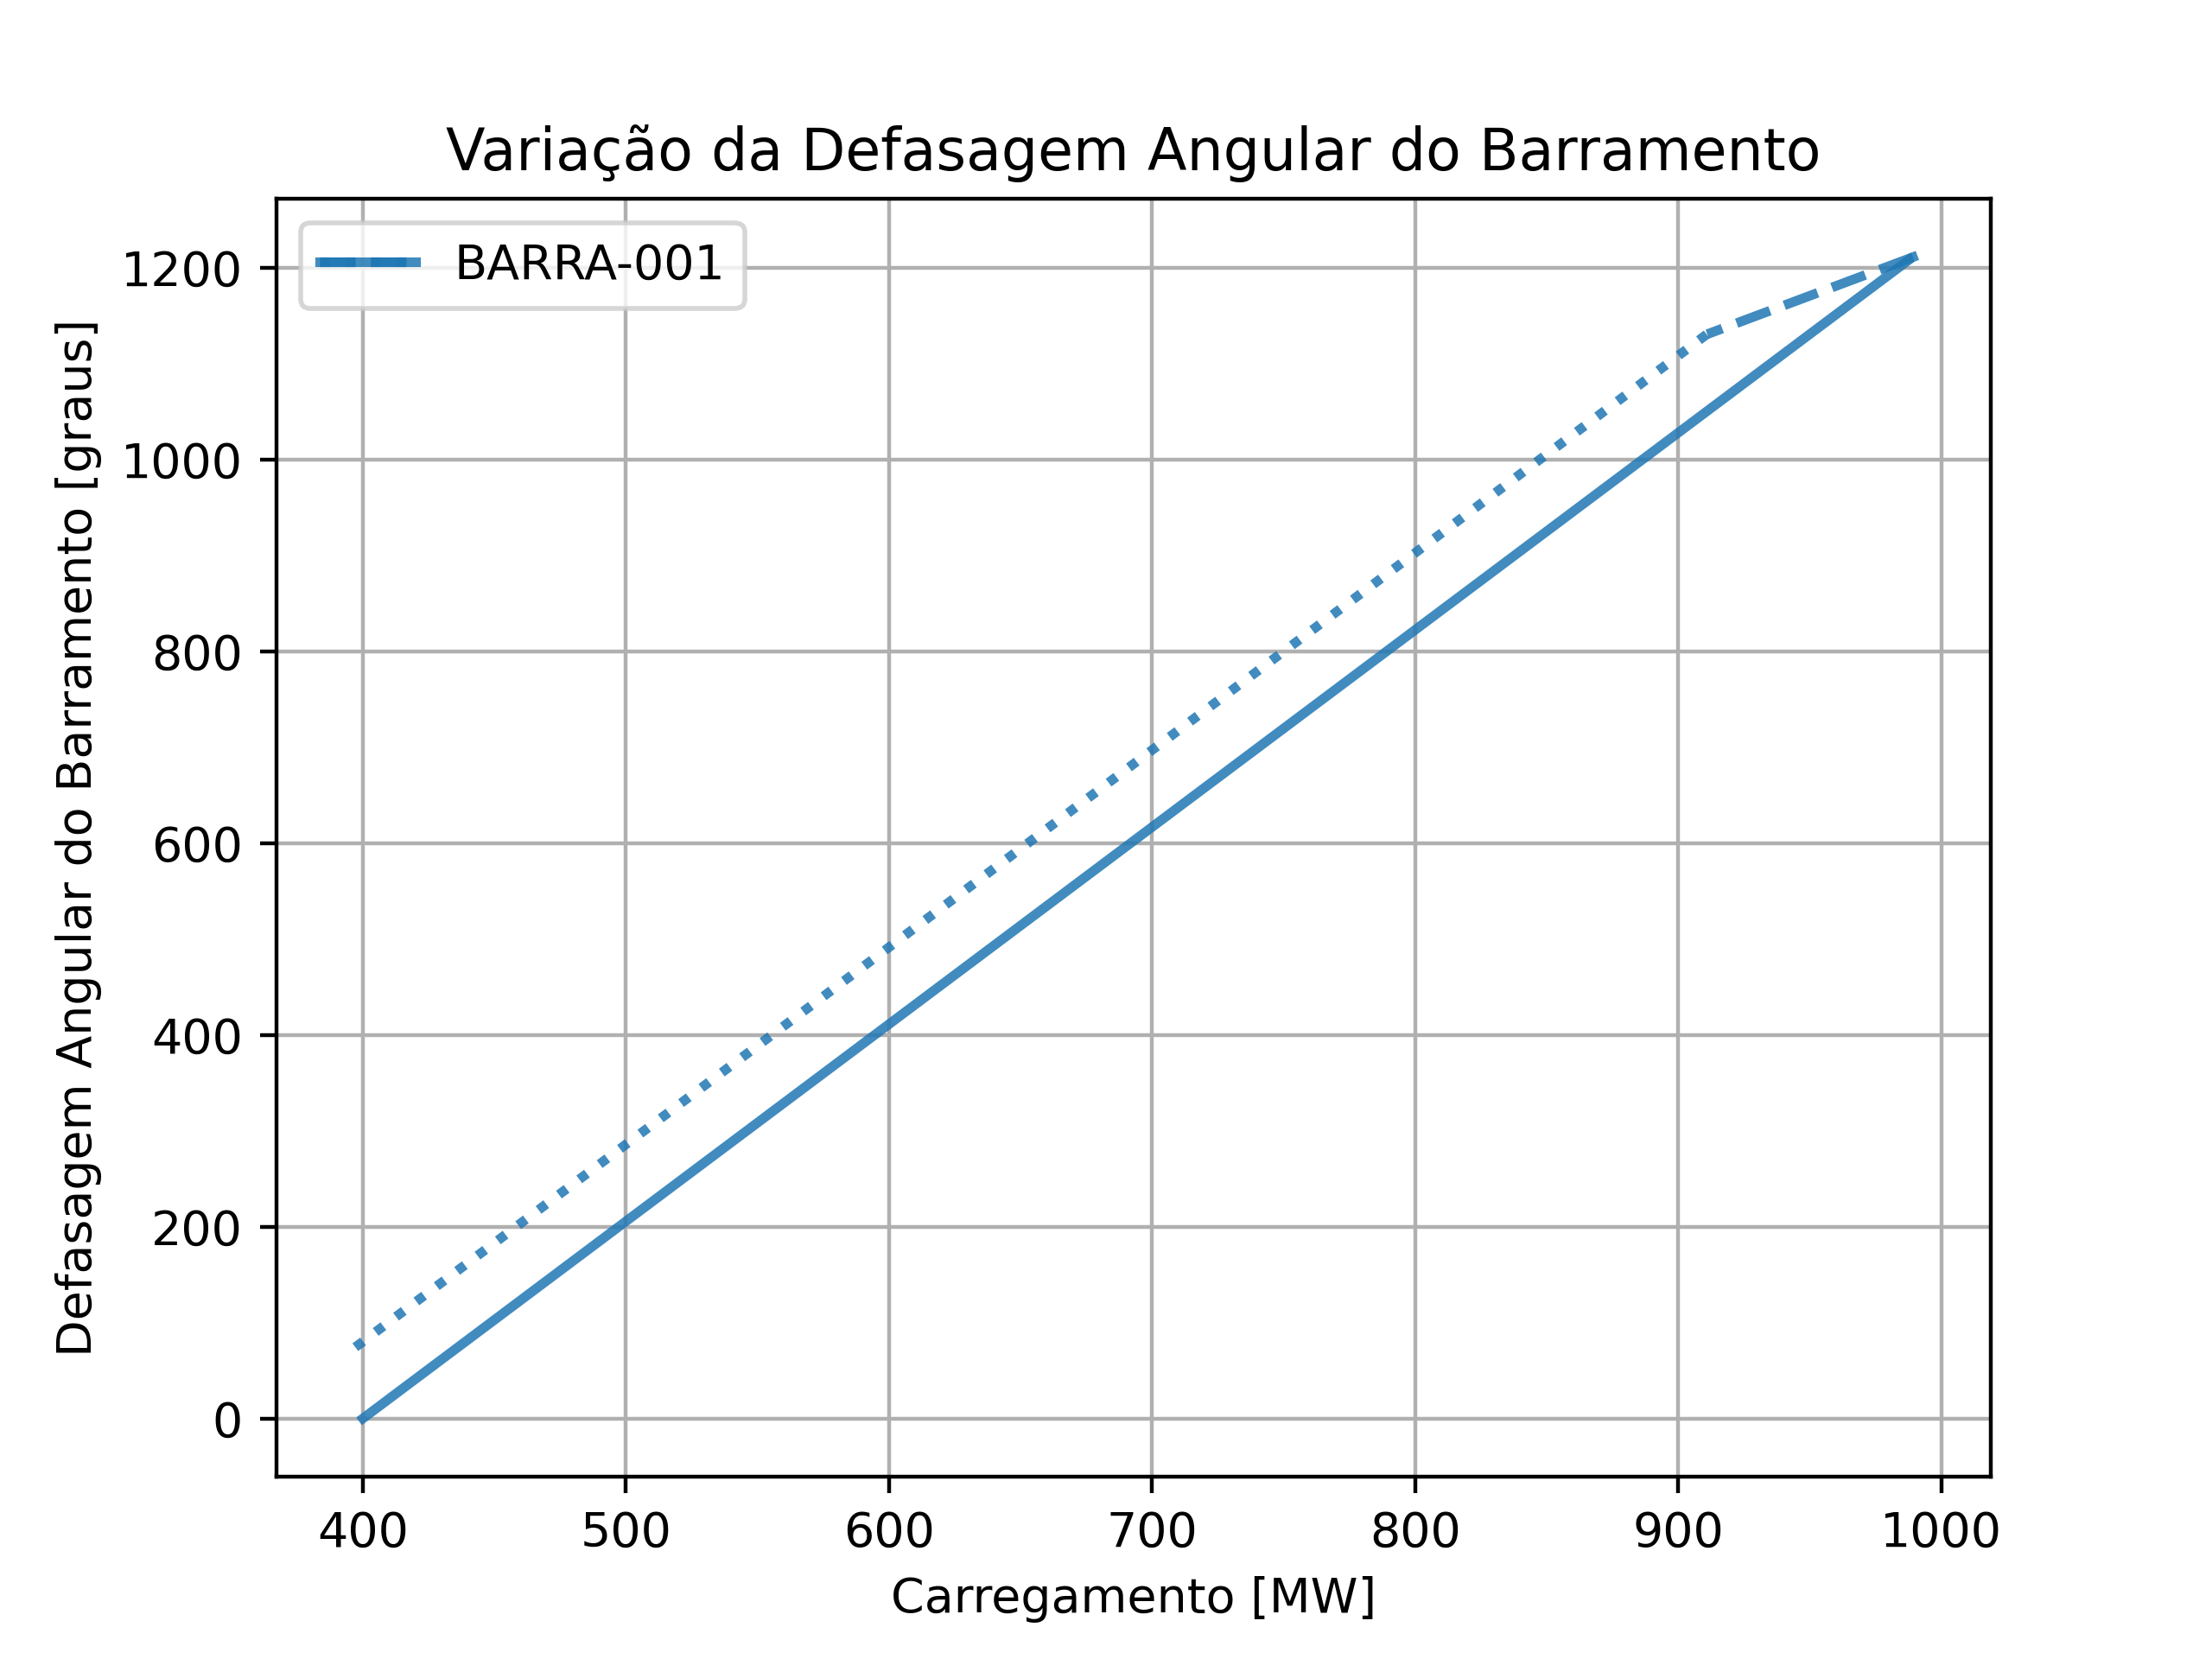 Variação da Defasagem Angular do Barramento
BARRA-001
Defasagem Angular do Barramento [graus]
1200
1000
800
600
400
200
0
400 500 600 700 800 900 1000
Carregamento [MW]